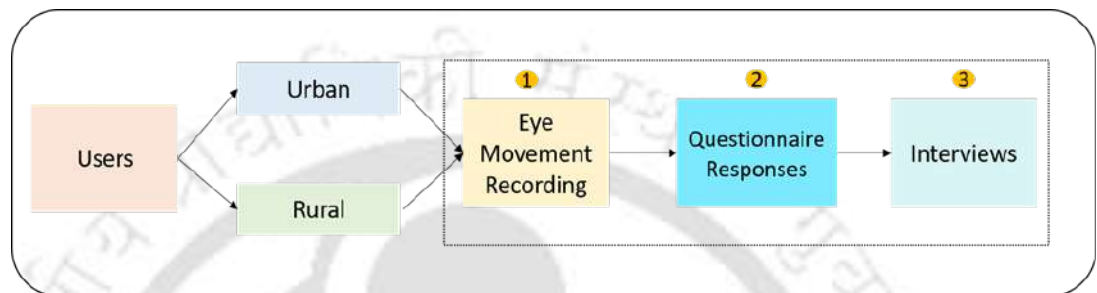 Users
Urban
Rural
1
Eye
Movement
Recording
2
Questionnaire
Responses
3
Interviews